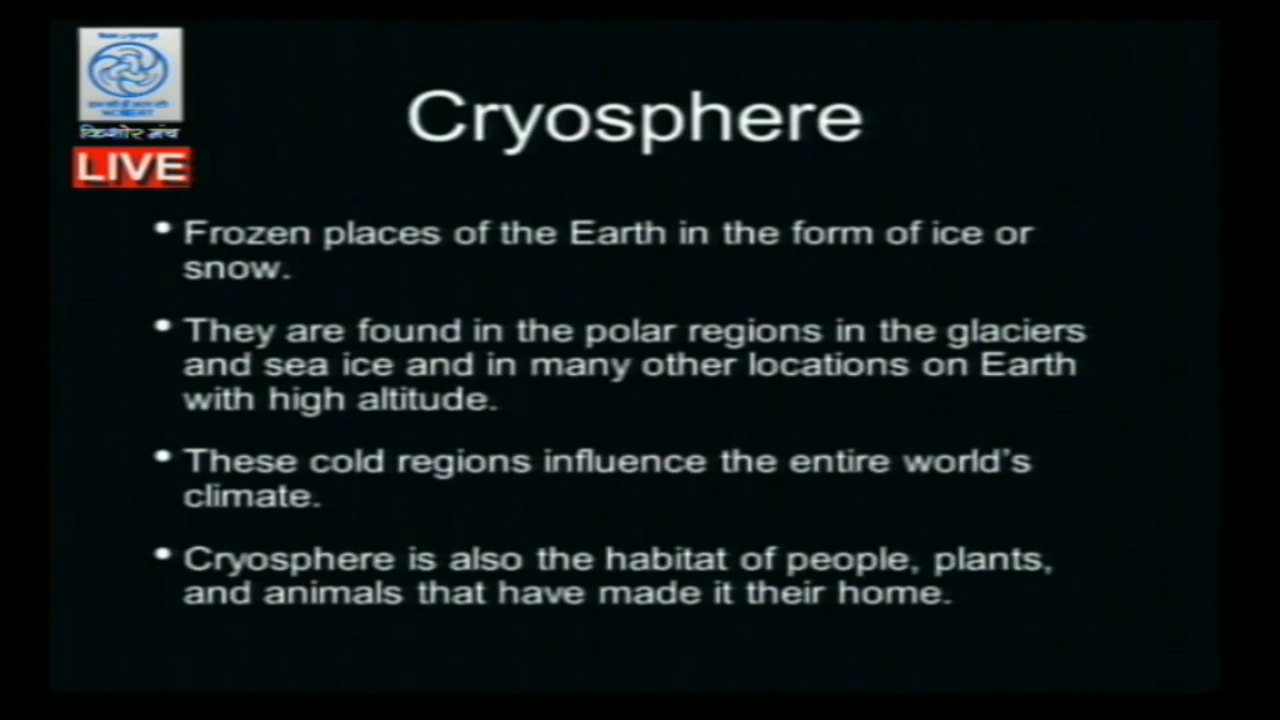 NCERT
किशोर मंच
LIVE
Cryosphere
• Frozen places of the Earth in the form of ice or
snow.
• They are found in the polar regions in the glaciers
and sea ice and in many other locations on Earth
with high altitude.
• These cold regions influence the entire world's
climate.
• Cryosphere is also the habitat of people, plants,
and animals that have made it their home.